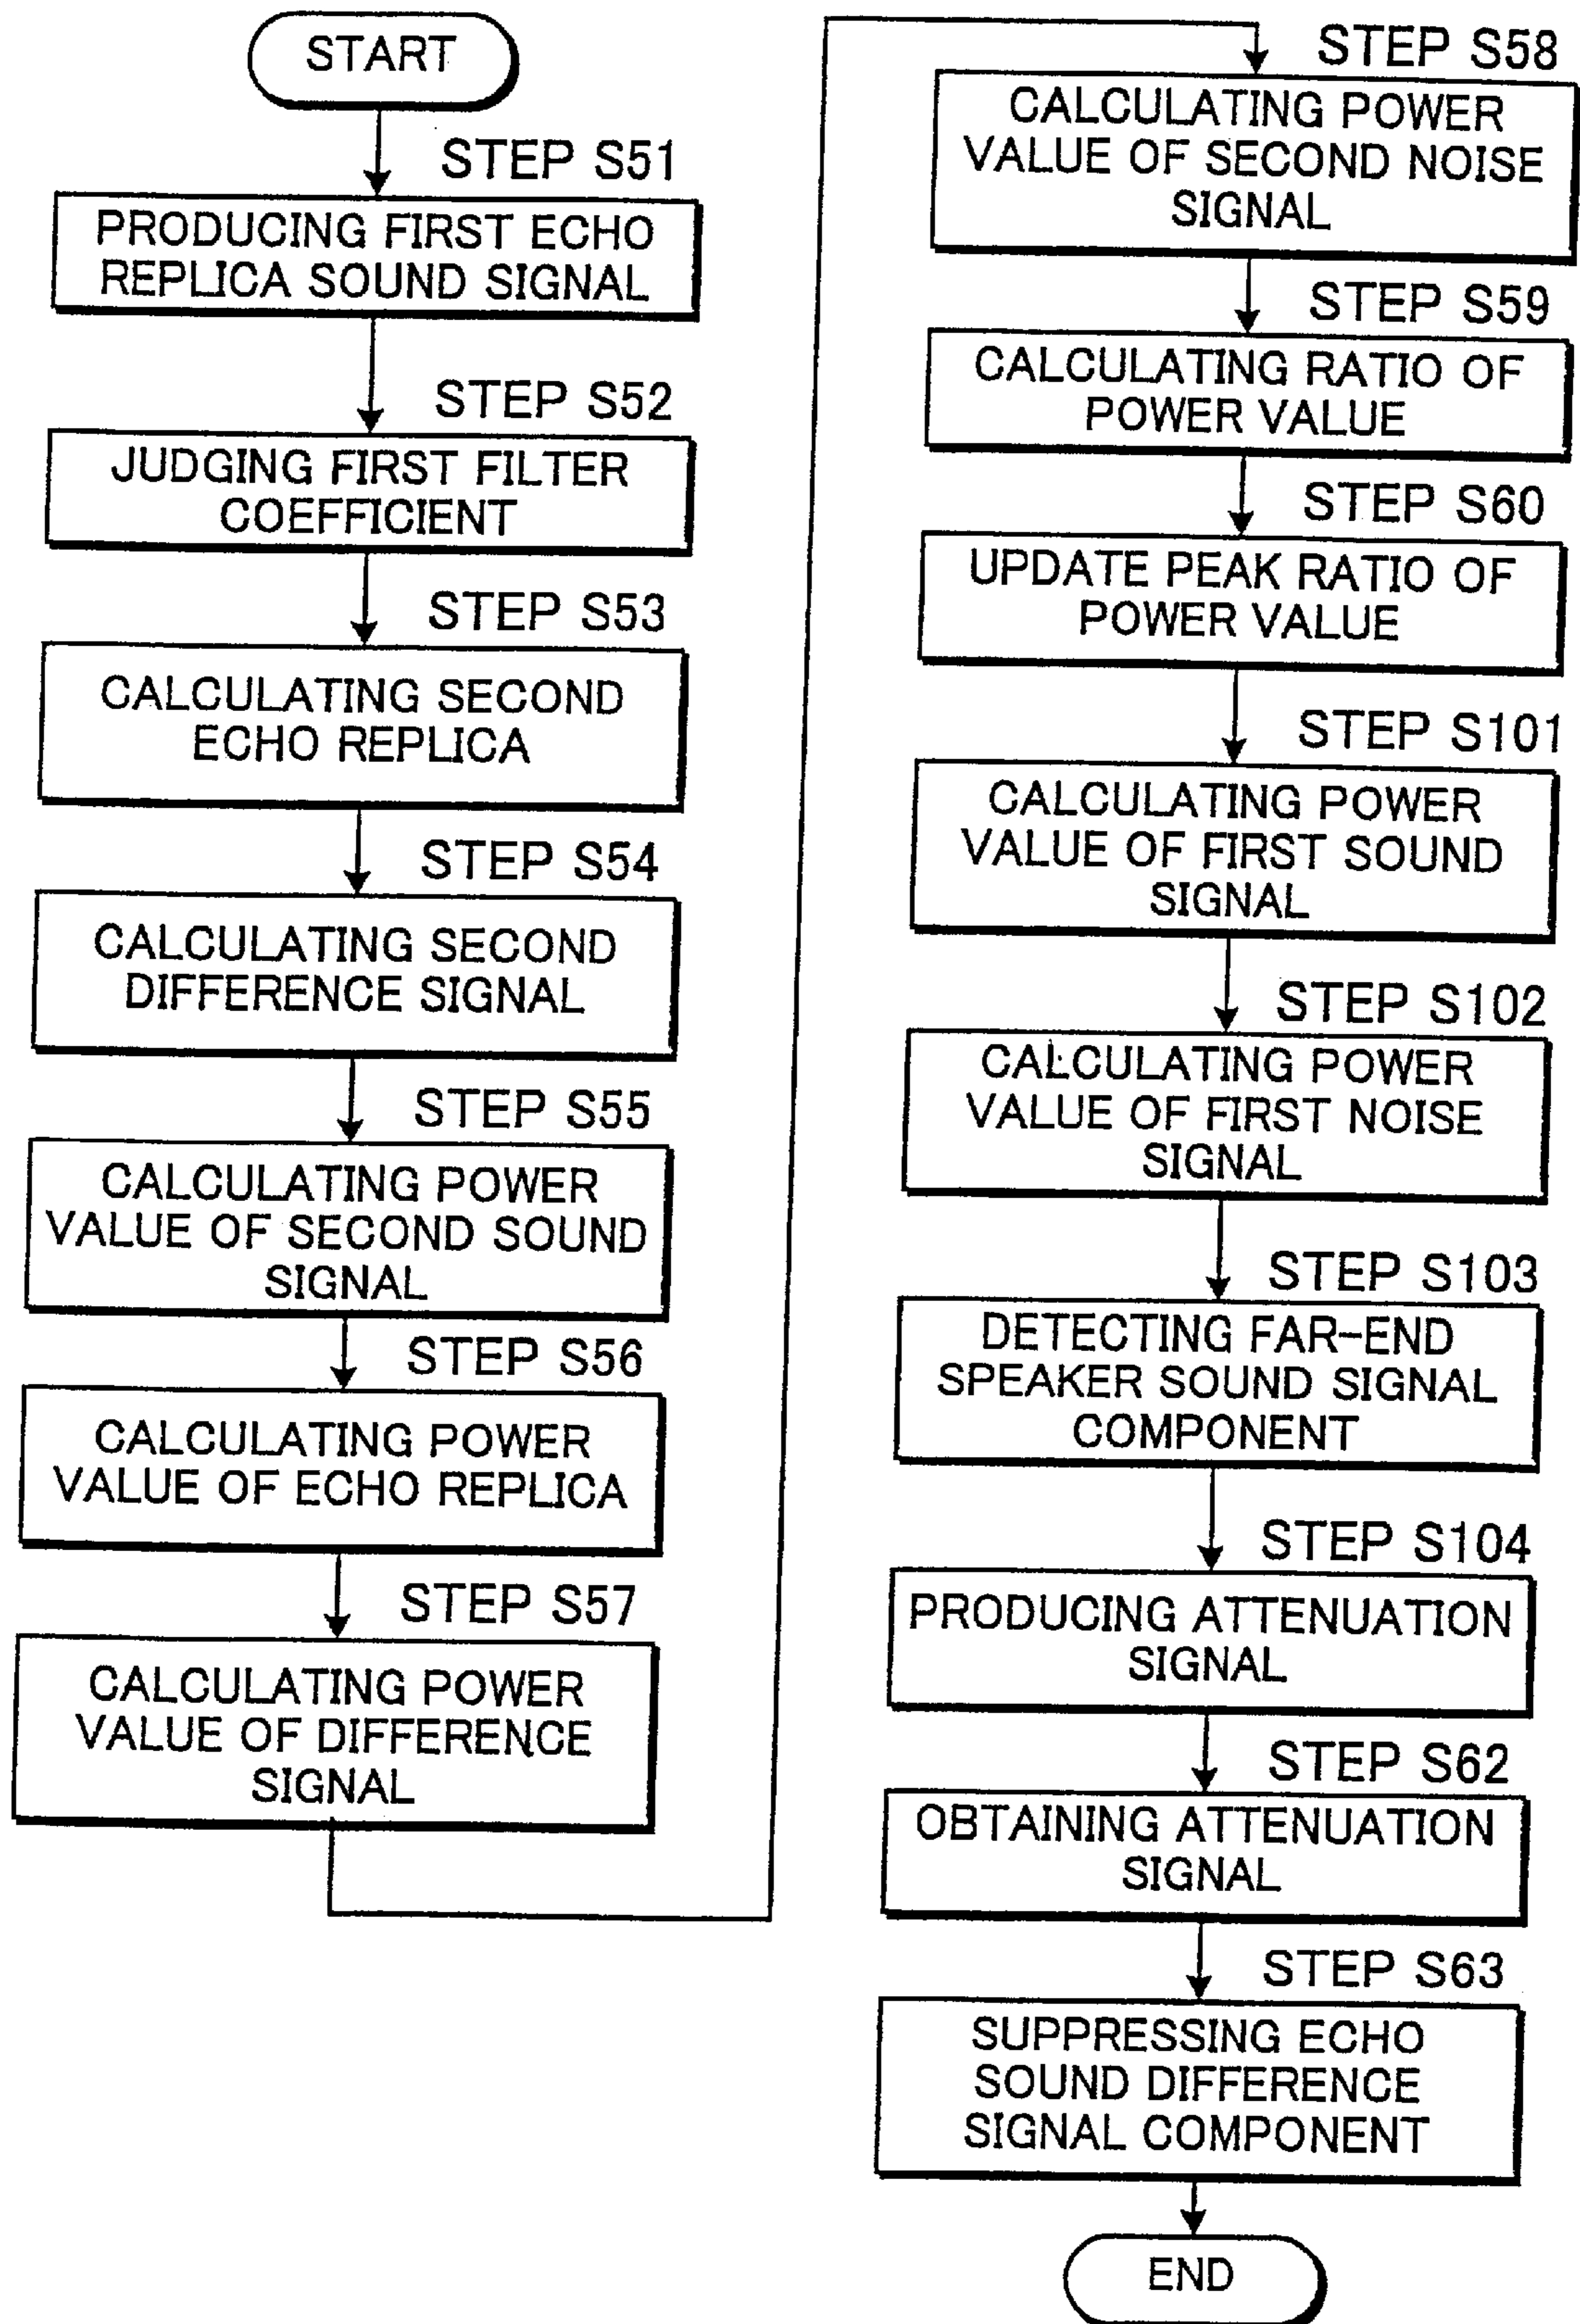 START
STEP S51
PRODUCING FIRST ECHO
REPLICA SOUND SIGNAL
STEP S52
JUDGING FIRST FILTER
COEFFICIENT
STEP S53
CALCULATING SECOND
ECHO REPLICA
STEP S54
CALCULATING SECOND
DIFFERENCE SIGNAL
STEP S55
CALCULATING POWER
VALUE OF SECOND SOUND
SIGNAL
STEP S56
CALCULATING POWER
VALUE OF ECHO REPLICA
STEP S57
CALCULATING POWER
VALUE OF DIFFERENCE
SIGNAL
STEP S58
CALCULATING POWER
VALUE OF SECOND NOISE
SIGNAL
STEP S59
CALCULATING RATIO OF
POWER VALUE
STEP S60
UPDATE PEAK RATIO OF
POWER VALUE
STEP S101
CALCULATING POWER
VALUE OF FIRST SOUND
SIGNAL
STEP S102
CALCULATING POWER
VALUE OF FIRST NOISE
SIGNAL
STEP S103
DETECTING FAR-END
SPEAKER SOUND SIGNAL
COMPONENT
STEP S104
PRODUCING ATTENUATION
SIGNAL
STEP S62
OBTAINING ATTENUATION
SIGNAL
STEP S63
SUPPRESSING ECHO
SOUND DIFFERENCE
SIGNAL COMPONENT
END